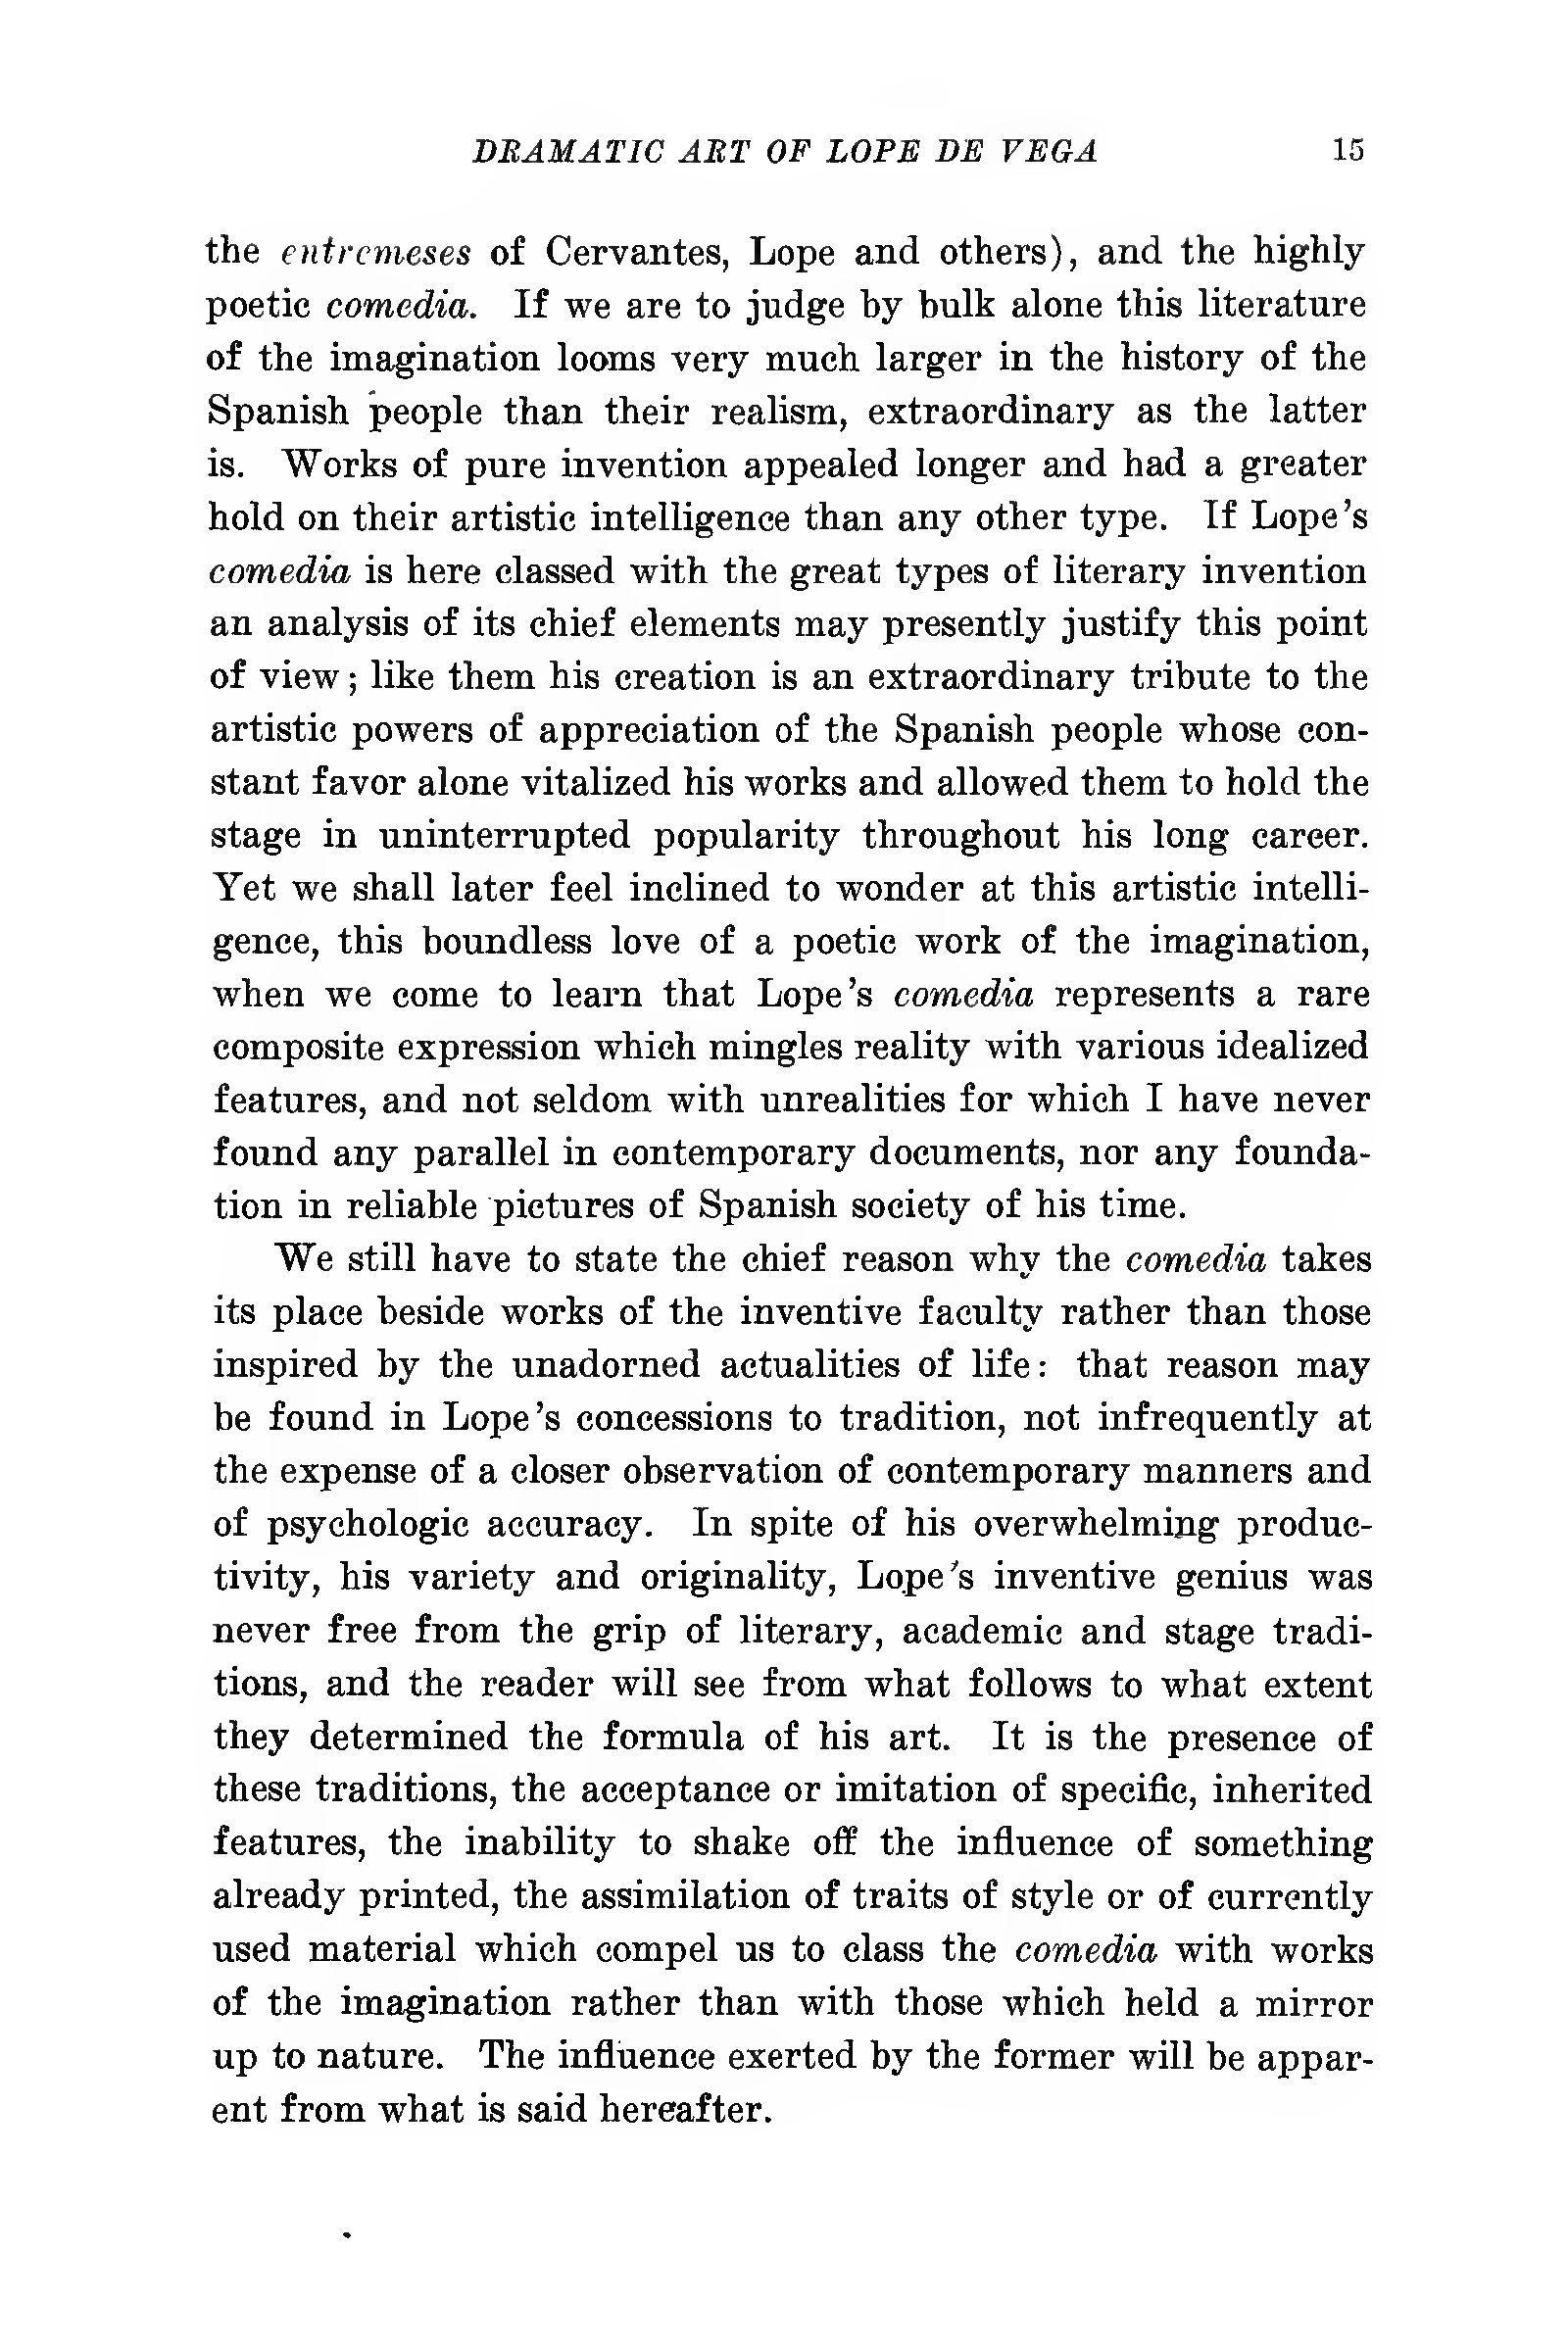 DRAMATIC ART OF LOPE DE VEGA 15
the entremeses of Cervantes, Lope and others), and the highly
poetic comedia. If we are to judge by bulk alone this literature
of the imagination looms very much larger in the history of the
Spanish people than their realism, extraordinary as the latter
is. Works of pure invention appealed longer and had a greater
hold on their artistic intelligence than any other type. If Lope's
comedia is here classed with the great types of literary invention
an analysis of its chief elements may presently justify this point
of view; like them his creation is an extraordinary tribute to the
artistic powers of appreciation of the Spanish people whose con-
stant favor alone vitalized his works and allowed them to hold the
stage in uninterrupted popularity throughout his long career.
Yet we shall later feel inclined to wonder at this artistic intelli-
gence, this boundless love of a poetic work of the imagination,
when we come to learn that Lope's comedia represents a rare
composite expression which mingles reality with various idealized
features, and not seldom with unrealities for which I have never
found any parallel in contemporary documents, nor any founda-
tion in reliable pictures of Spanish society of his time.
We still have to state the chief reason why the comedia takes
its place beside works of the inventive faculty rather than those
inspired by the unadorned actualities of life: that reason may
be found in Lope's concessions to tradition, not infrequently at
the expense of a closer observation of contemporary manners and
of psychologic accuracy. In spite of his overwhelming produc-
tivity, his variety and originality, Lope's inventive genius was
never free from the grip of literary, academic and stage tradi-
tions, and the reader will see from what follows to what extent
they determined the formula of his art. It is the presence of
these traditions, the acceptance or imitation of specific, inherited
features, the inability to shake off the influence of something
already printed, the assimilation of traits of style or of currently
used material which compel us to class the comedia with works
of the imagination rather than with those which held a mirror
up to nature. The influence exerted by the former will be appar-
ent from what is said hereafter.